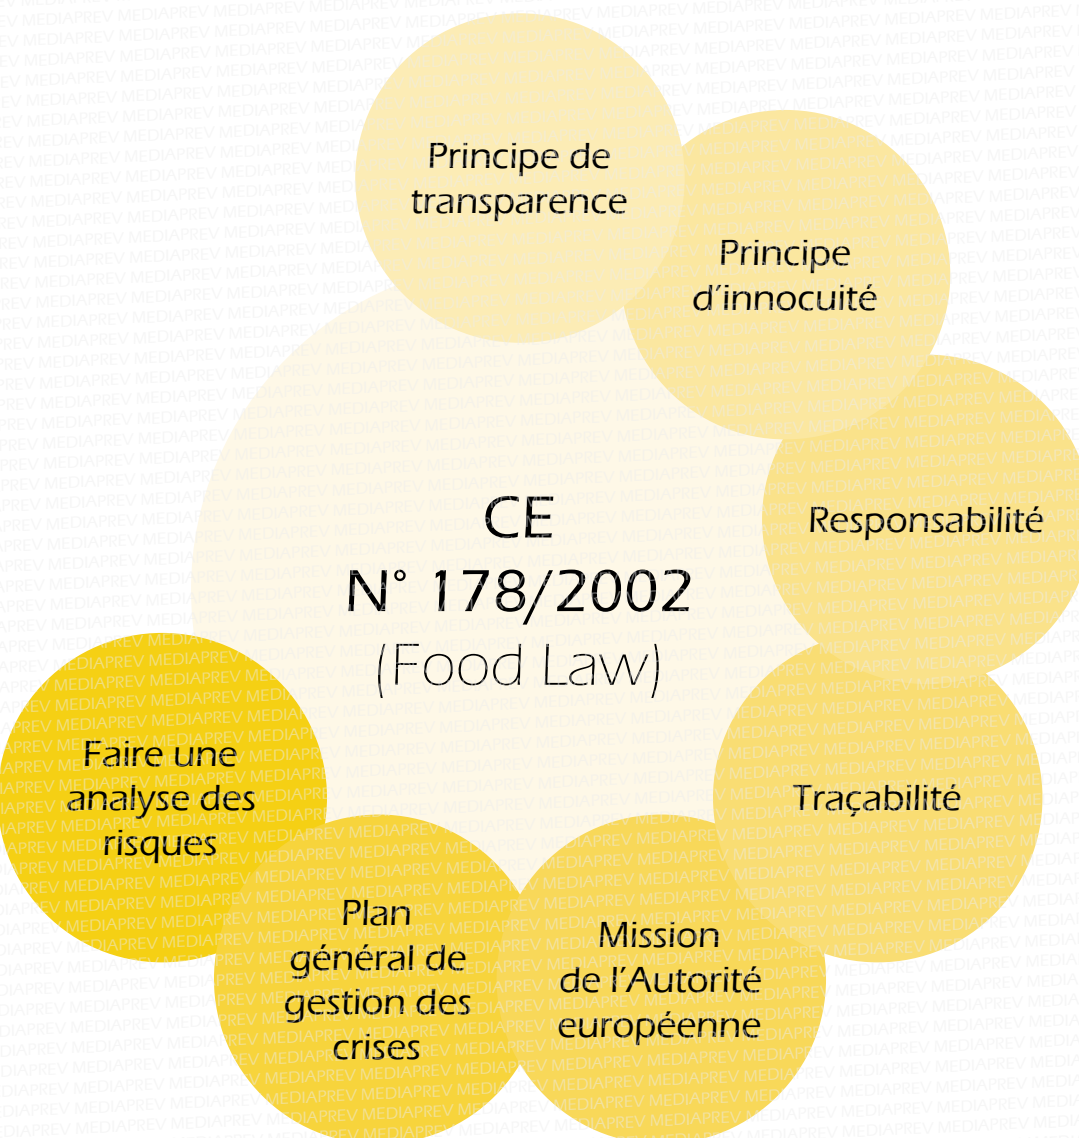 Principe de
transparence
Principe
d'innocuité
Responsabilité
CE
N° 178/2002
(Food Law)
Traçabilité
Faire une
analyse des
risques
Plan
général de
gestion des
crises
Mission
de l'Autorité
européenne
MEDIAPREV